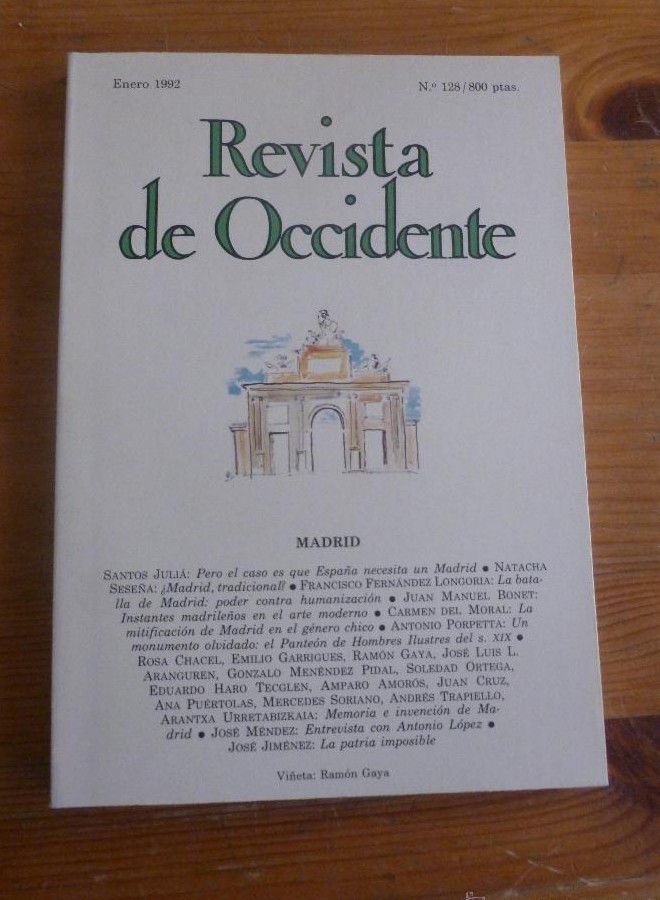 Enero 1992 N.º 128/800 ptas.
Revista
de Occidente
MADRID
SANTOS JULIÁ: Pero el caso es que España necesita un Madrid ● NATACHA
SESEÑA: ¿Madrid, tradicional? ● FRANCISCO FERNÁNDEZ LONGORIA: La bata-
lla de Madrid: poder contra humanización ● JUAN MANUEL BONET:
Instantes madrileños en el arte moderno ● CARMEN DEL MORAL: La
mitificación de Madrid en el género chico ● ANTONIO PORPETTA: Un
monumento olvidado: el Panteón de Hombres Ilustres del s. XIX ●
ROSA CHACEL, EMILIO GARRIGUES, RAMÓN GAYA, JOSÉ LUIS L.
ARANGUREN, GONZALO MENÉNDEZ PIDAL, SOLEDAD ORTEGA,
EDUARDO HARO TECGLEN, AMPARO AMORÓS, JUAN CRUZ,
ANA PUÉRTOLAS, MERCEDES SORIANO, ANDRÉS TRAPIELLO,
ARANTXA URRETABIZKAIA: Memoria e invención de Ma-
drid ● JOSÉ MÉNDEZ: Entrevista con Antonio López ●
JOSÉ JIMÉNEZ: La patria imposible
Viñeta: Ramón Gaya